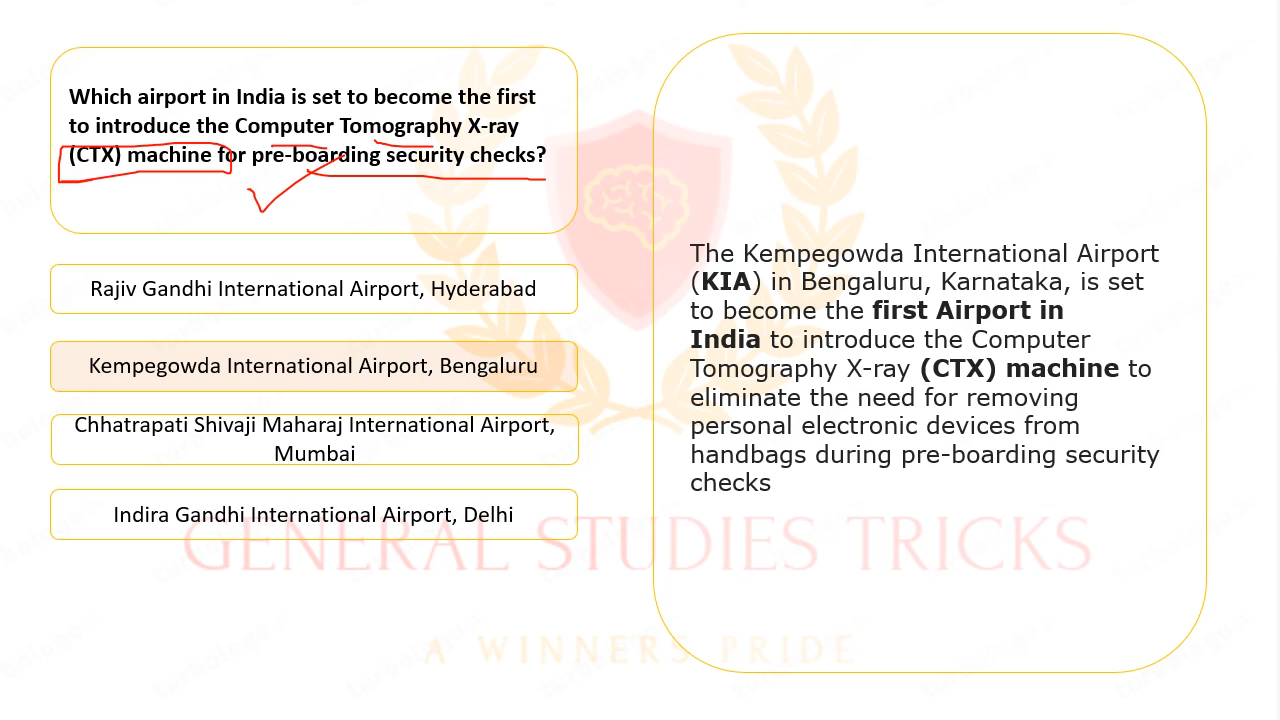 Which airport in India is set to become the first
to introduce the Computer Tomography X-ray
(CTX) machine for pre-boarding security checks?
Rajiv Gandhi International Airport, Hyderabad
Kempegowda International Airport, Bengaluru
Chhatrapati Shivaji Maharaj International Airport,
Mumbai
Indira Gandhi International Airport, Delhi
The Kempegowda International Airport
(KIA) in Bengaluru, Karnataka, is set
to become the first Airport in
India to introduce the Computer
Tomography X-ray (CTX) machine to
eliminate the need for removing
personal electronic devices from
handbags during pre-boarding security
checks
GENERAL STUDIES TRICKS
A WINNERS PRIDE